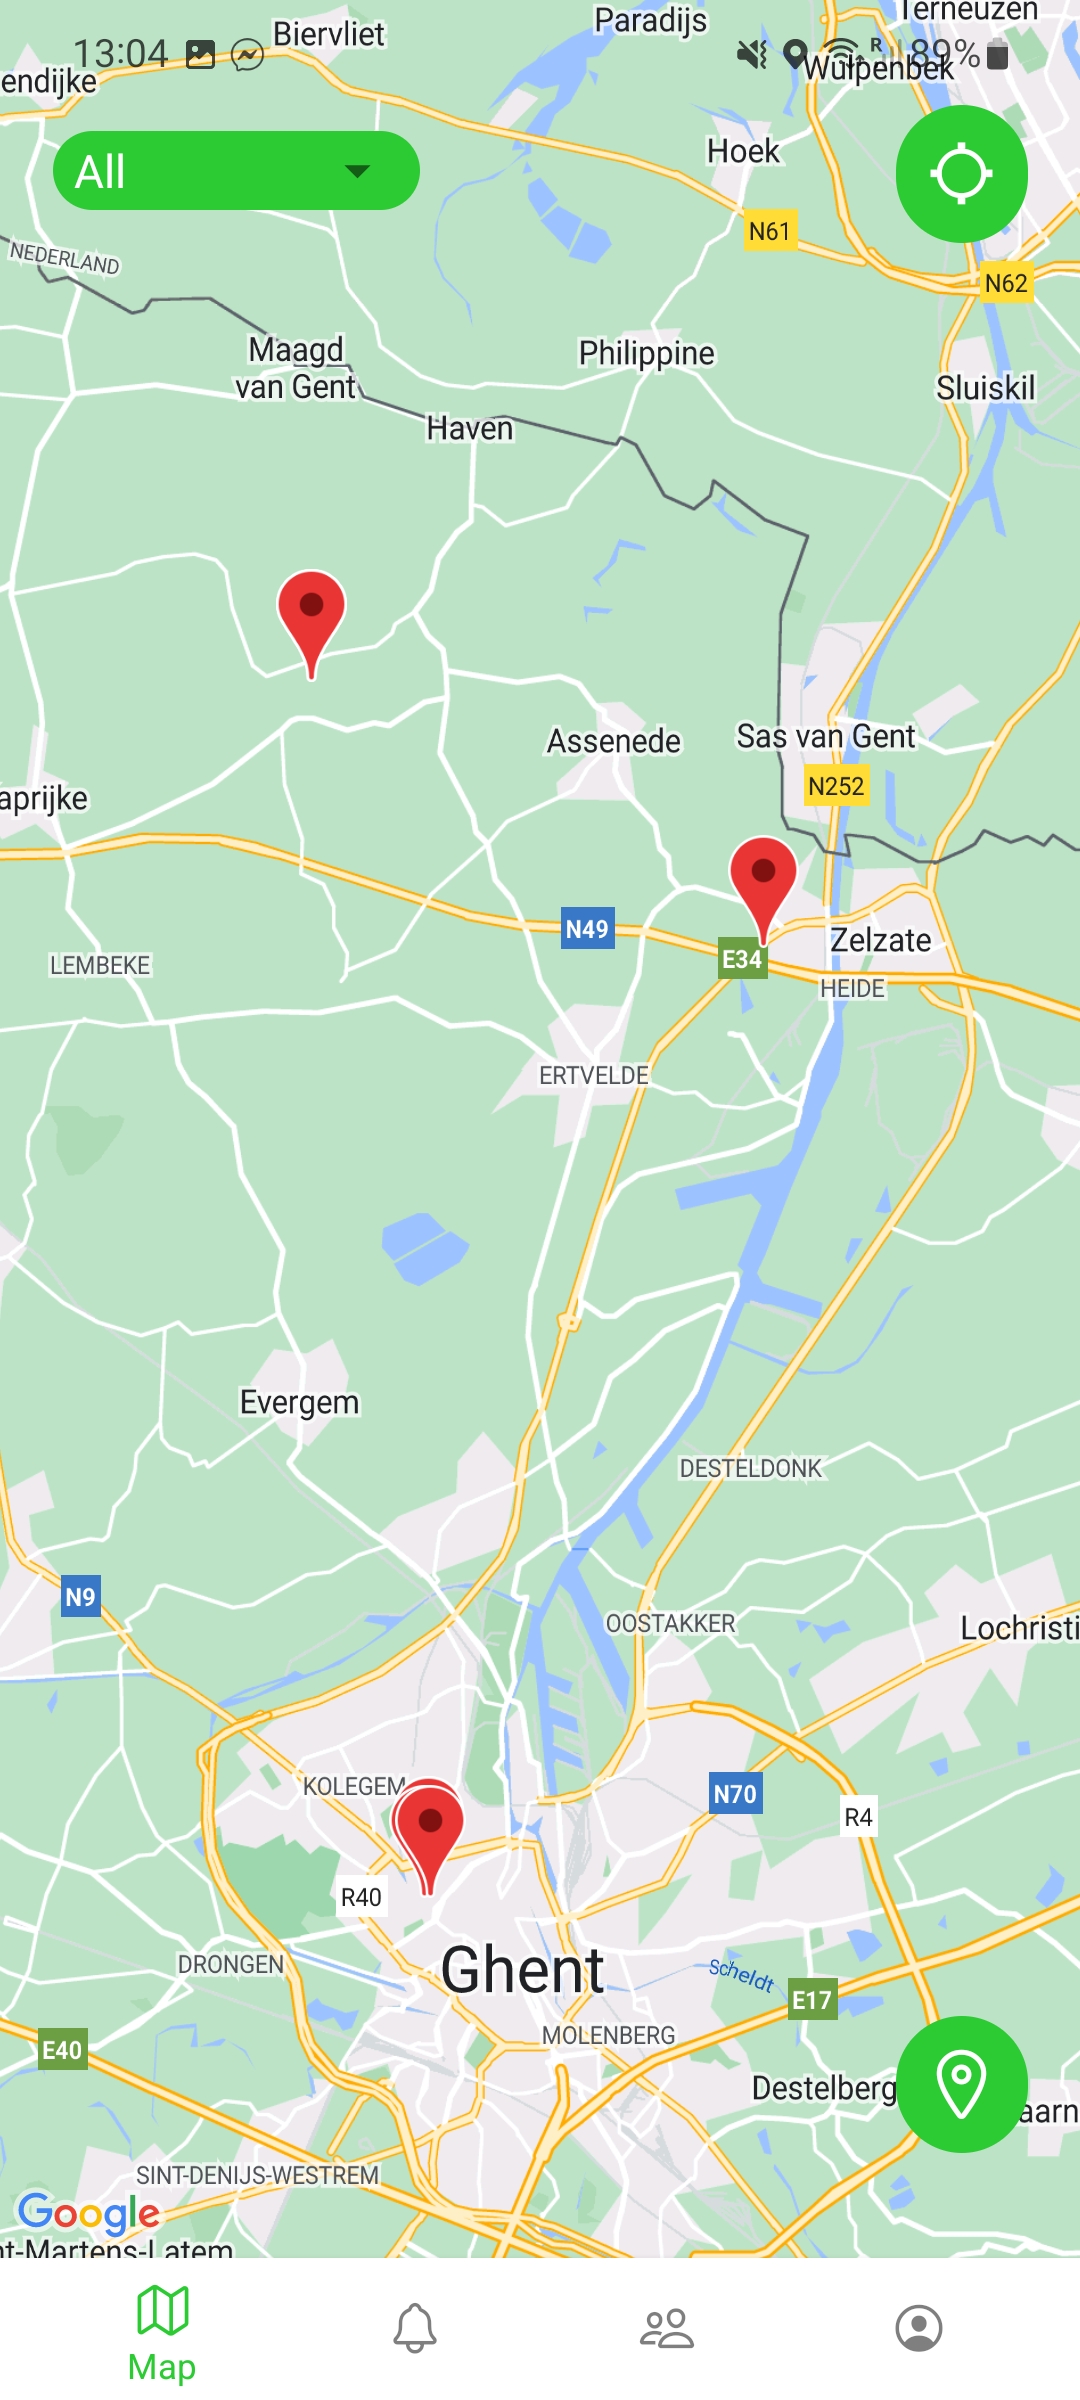 Paradijs
Terneuzen
Biervliet
13:04
R
89%
Wulpenbek
endijke
Hoek
All
N61
NEDERLAND
N62
Maagd
van Gent
Philippine
Sluiskil
Haven
Assenede
Sas van Gent
N252
aprijke
N49
Zelzate
E34
LEMBEKE
HEIDE
ERTVELDE
Evergem
DESTELDONK
N9
OOSTAKKER
Lochristi
KOLEGEM
N70
R4
R40
DRONGEN
Ghent
Scheldt
E17
MOLENBERG
E40
Destelberg
aarn
SINT-DENIJS-WESTREM
Google
nt-Martens-Latem
Map